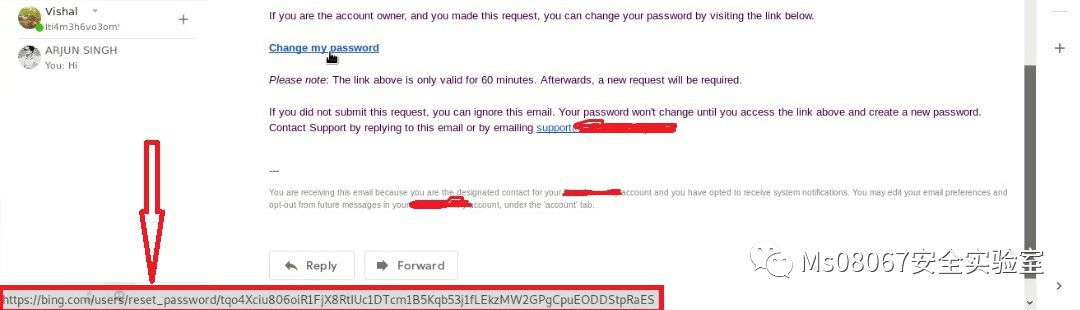 Vishal
lti4m3h6vo3om
ARJUN SINGH
You: Hi
If you are the account owner, and you made this request, you can change your password by visiting the link below.
Change my password
Please note: The link above is only valid for 60 minutes. Afterwards, a new request will be required.
If you did not submit this request, you can ignore this email. Your password won't change until you access the link above and create a new password.
Contact Support by replying to this email or by emailing support
---
You are receiving this email because you are the designated contact for your account and you have opted to receive system notifications. You may edit your email preferences and
opt-out from future messages in your account, under the 'account' tab.
Reply
Forward
Ms08067安全实验室
https://bing.com/users/reset_password/tqo4Xciu806oiR1FjX8RtIUc1DTcm1B5Kqb53j1fLEkzMW2GPgCpuEODDStpRaES